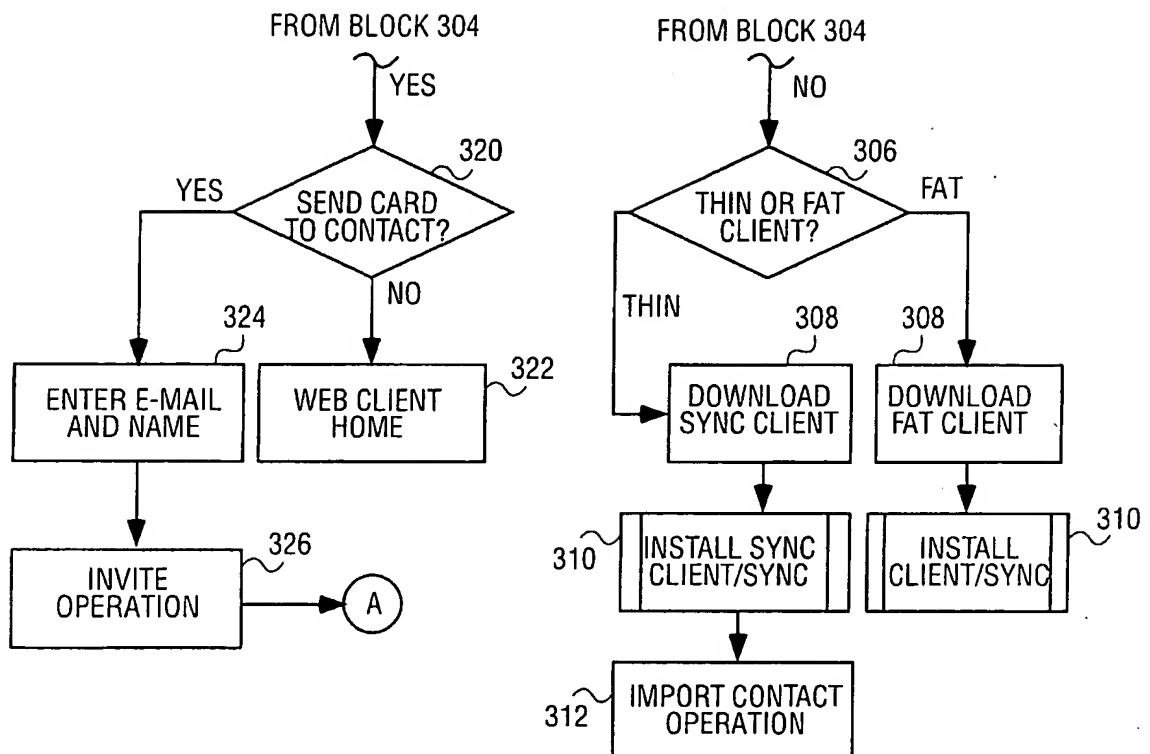 FROM BLOCK 304
YES
320
SEND CARD
TO CONTACT?
YES
NO
324
ENTER E-MAIL
AND NAME
322
WEB CLIENT
HOME
326
INVITE
OPERATION
A
FROM BLOCK 304
NO
306
THIN OR FAT
CLIENT?
FAT
THIN
308
DOWNLOAD
SYNC CLIENT
308
DOWNLOAD
FAT CLIENT
310
INSTALL SYNC
CLIENT/SYNC
310
INSTALL
CLIENT/SYNC
312
IMPORT CONTACT
OPERATION